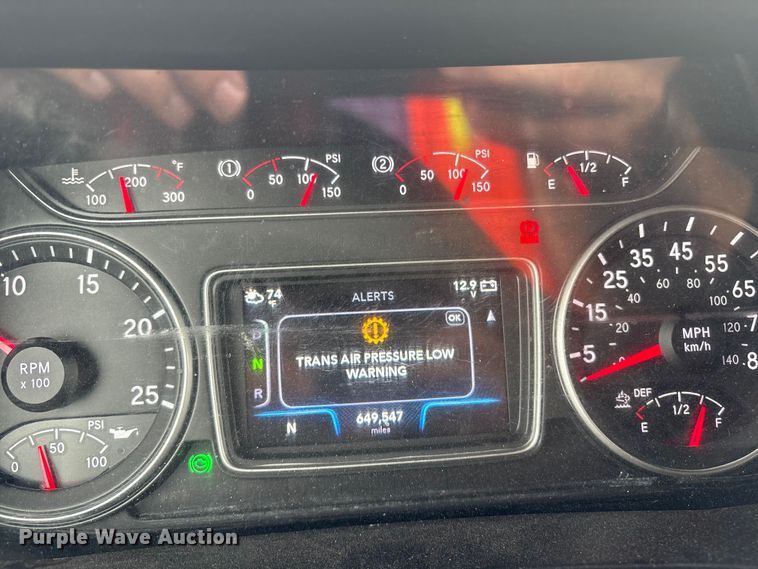 °F
200
100
300
(1)
PSI
50
100
0
150
(2)
PSI
50
100
0
150
1/2
E
F
10
15
20
25
RPM
x 100
PSI
50
0
100
74
°F
ALERTS
12.9
V
OK
D
N
R
TRANS AIR PRESSURE LOW
WARNING
N
649,547
miles
5
15
25
35
45
55
65
0
20
40
60
80
100
120
140
MPH
km/h
DEF
1/2
E
F
Purple Wave Auction